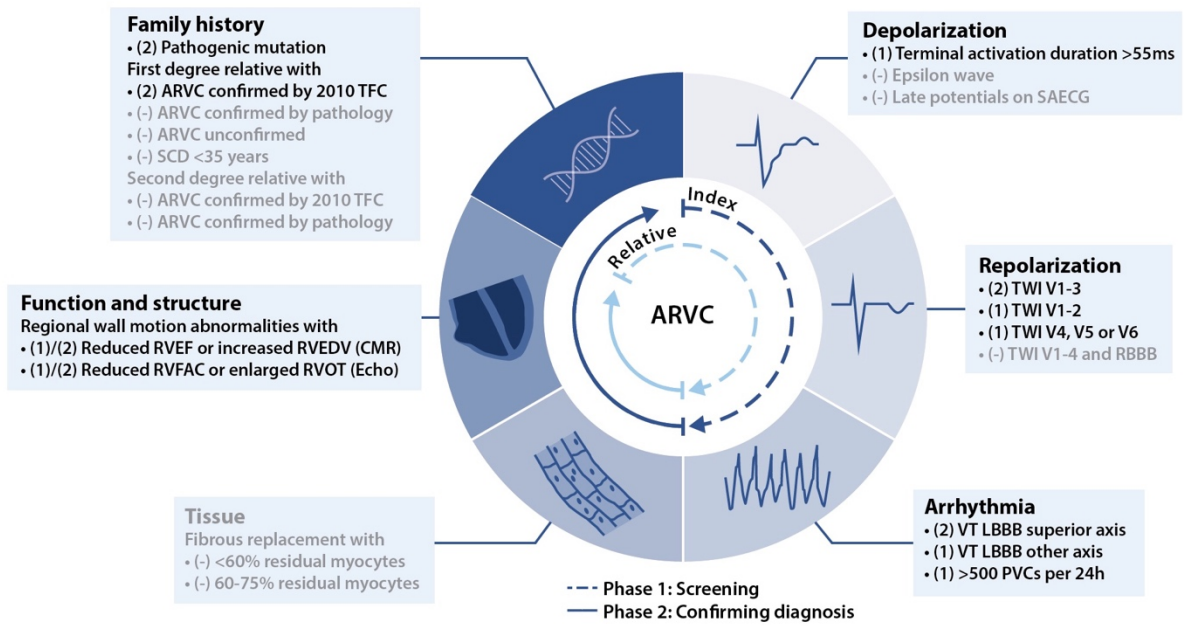 Family history
• (2) Pathogenic mutation
First degree relative with
• (2) ARVC confirmed by 2010 TFC
• (-) ARVC confirmed by pathology
• (-) ARVC unconfirmed
• (-) SCD <35 years
Second degree relative with
• (-) ARVC confirmed by 2010 TFC
• (-) ARVC confirmed by pathology
Depolarization
• (1) Terminal activation duration >55ms
• (-) Epsilon wave
• (-) Late potentials on SAECG
Index
Relative
ARVC
Function and structure
Regional wall motion abnormalities with
• (1)/(2) Reduced RVEF or increased RVEDV (CMR)
• (1)/(2) Reduced RVFAC or enlarged RVOT (Echo)
Repolarization
• (2) TWI V1-3
• (1) TWI V1-2
• (1) TWI V4, V5 or V6
• (-) TWI V1-4 and RBBB
Tissue
Fibrous replacement with
• (-) <60% residual myocytes
• (-) 60-75% residual myocytes
Arrhythmia
• (2) VT LBBB superior axis
• (1) VT LBBB other axis
• (1) >500 PVCs per 24h
Phase 1: Screening
Phase 2: Confirming diagnosis